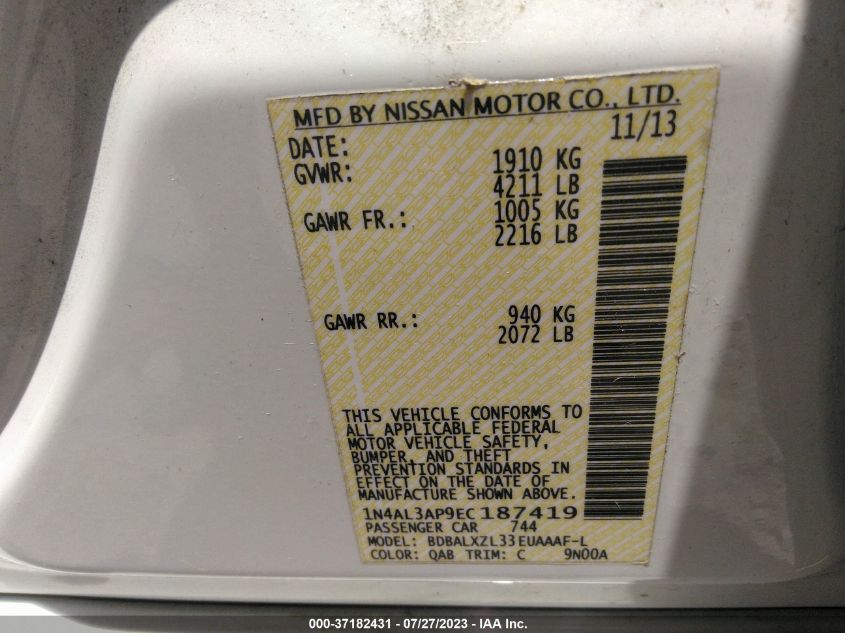 MFD BY NISSAN MOTOR CO., LTD.
DATE: 11/13
GVWR: 1910 KG
4211 LB
GAWR FR.: 1005 KG
2216 LB
GAWR RR.: 940 KG
2072 LB
THIS VEHICLE CONFORMS TO
ALL APPLICABLE FEDERAL
MOTOR VEHICLE SAFETY,
BUMPER, AND THEFT
PREVENTION STANDARDS IN
EFFECT ON THE DATE OF
MANUFACTURE SHOWN ABOVE.
1N4AL3AP9EC187419
PASSENGER CAR 744
MODEL: BDBALXZL33EUAAAF-L
COLOR: QAB TRIM: C 9N00A
000-37182431 - 07/27/2023 - IAA Inc.